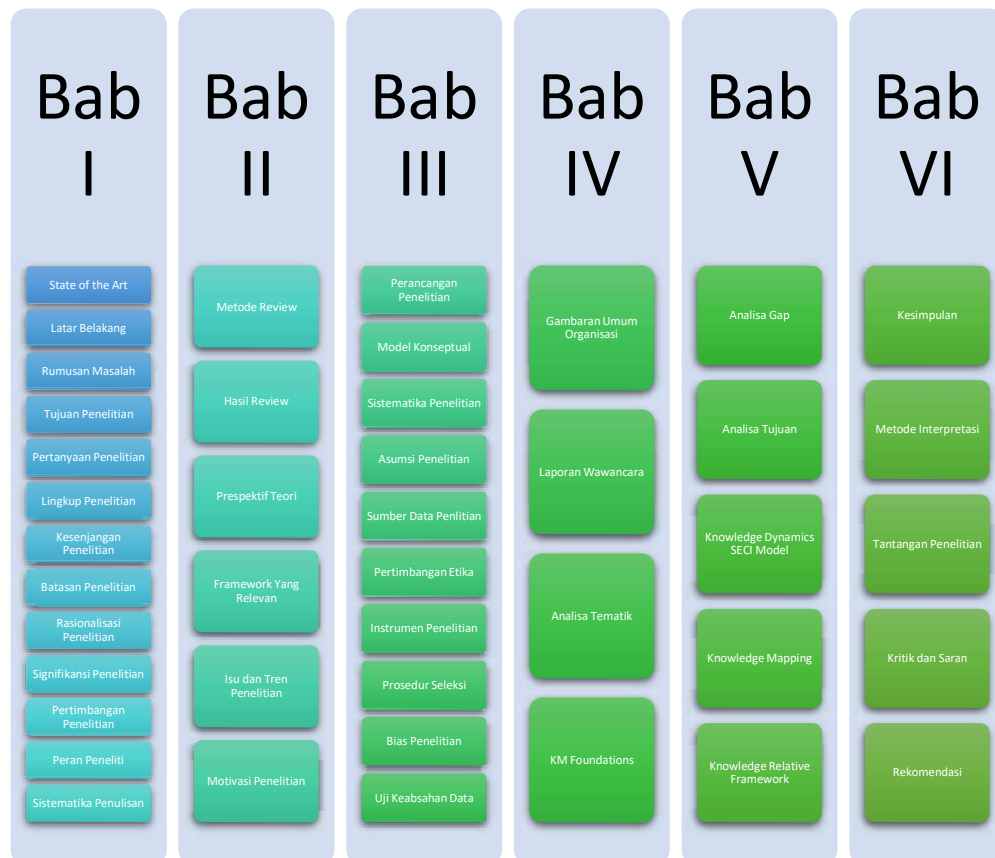 Bab
I
State of the Art
Latar Belakang
Rumusan Masalah
Tujuan Penelitian
Pertanyaan Penelitian
Lingkup Penelitian
Kesenjangan
Penelitian
Batasan Penelitian
Rasionalisasi
Penelitian
Signifikansi Penelitian
Pertimbangan
Penelitian
Peran Peneliti
Sistematika Penulisan
Bab
II
Metode Review
Hasil Review
Prespektif Teori
Framework Yang
Relevan
Isu dan Tren
Penelitian
Motivasi Penelitian
Bab
III
Perancangan
Penelitian
Model Konseptual
Sistematika Penelitian
Asumsi Penelitian
Sumber Data Penlitian
Pertimbangan Etika
Instrumen Penelitian
Prosedur Seleksi
Bias Penelitian
Uji Keabsahan Data
Bab
IV
Gambaran Umum
Organisasi
Laporan Wawancara
Analisa Tematik
KM Foundations
Bab
V
Analisa Gap
Analisa Tujuan
Knowledge Dynamics
SECI Model
Knowledge Mapping
Knowledge Relative
Framework
Bab
VI
Kesimpulan
Metode Interpretasi
Tantangan Penelitian
Kritik dan Saran
Rekomendasi